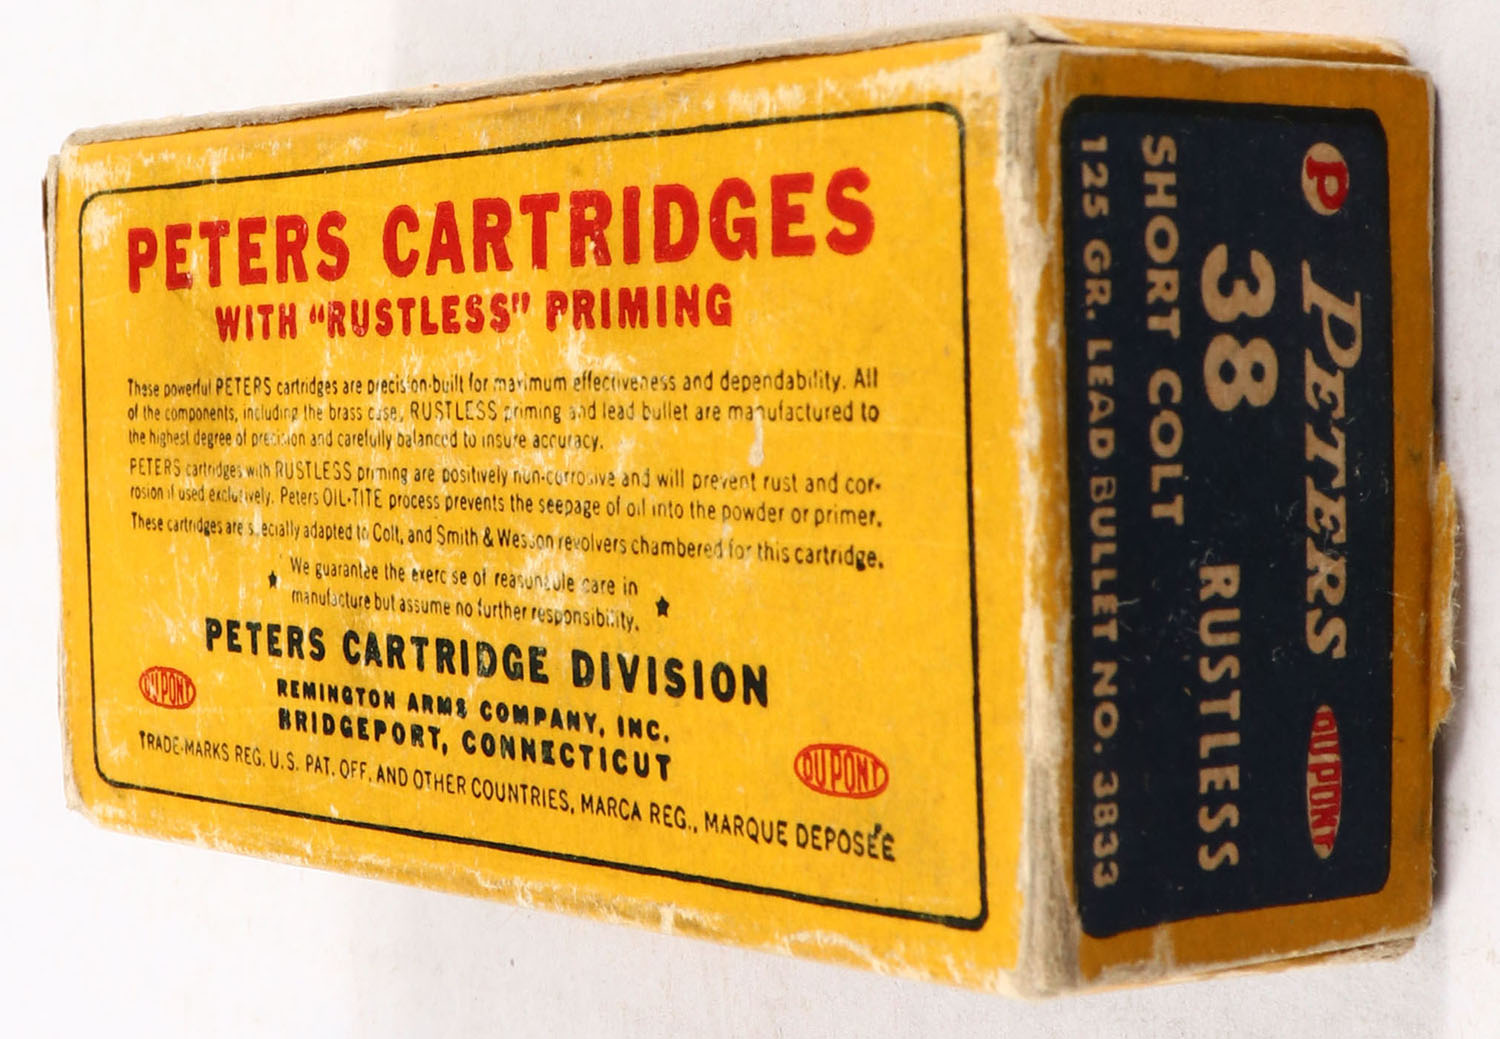 PETERS CARTRIDGES
WITH "RUSTLESS" PRIMING
These powerful PETERS cartridges are precision-built for maximum effectiveness and dependability. All
of the components, including the brass case, RUSTLESS priming and lead bullet are manufactured to
the highest degree of precision and carefully balanced to insure accuracy.
PETERS cartridges with RUSTLESS priming are positively non-corrosive and will prevent rust and cor-
rosion if used exclusively. Peters OIL-TITE process prevents the seepage of oil into the powder or primer.
These cartridges are specially adapted to Colt, and Smith & Wesson revolvers chambered for this cartridge.
★ We guarantee the exercise of reasonable care in
manufacture but assume no further responsibility. ★
PETERS CARTRIDGE DIVISION
REMINGTON ARMS COMPANY, INC.
BRIDGEPORT, CONNECTICUT
DUPONT
DUPONT
TRADE-MARKS REG. U.S. PAT. OFF. AND OTHER COUNTRIES, MARCA REG., MARQUE DEPOSÉE
P PETERS DUPONT
38 RUSTLESS
SHORT COLT
125 GR. LEAD BULLET NO. 3833